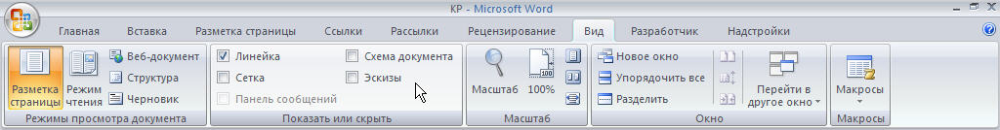 КР - Microsoft Word
Главная Вставка Разметка страницы Ссылки Рассылки Рецензирование Вид Разработчик Надстройки
Разметка страницы
Режим чтения
Веб-документ
Структура
Черновик
Режимы просмотра документа
Линейка
Сетка
Панель сообщений
Схема документа
Эскизы
Показать или скрыть
Масштаб
100
100%
Масштаб
Новое окно
Упорядочить все
Разделить
Перейти в другое окно
Окно
Макросы
Макросы